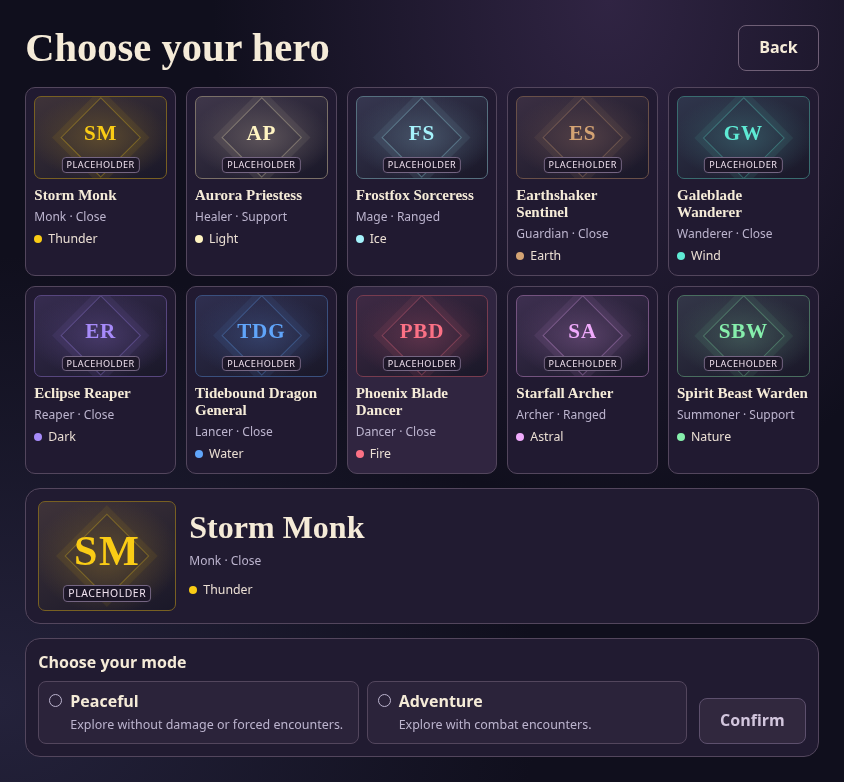 Choose your hero
Back
SM
PLACEHOLDER
Storm Monk
Monk · Close
Thunder
AP
PLACEHOLDER
Aurora Priestess
Healer · Support
Light
FS
PLACEHOLDER
Frostfox Sorceress
Mage · Ranged
Ice
ES
PLACEHOLDER
Earthshaker
Sentinel
Guardian · Close
Earth
GW
PLACEHOLDER
Galeblade
Wanderer
Wanderer · Close
Wind
ER
PLACEHOLDER
Eclipse Reaper
Reaper · Close
Dark
TDG
PLACEHOLDER
Tidebound Dragon
General
Lancer · Close
Water
PBD
PLACEHOLDER
Phoenix Blade
Dancer
Dancer · Close
Fire
SA
PLACEHOLDER
Starfall Archer
Archer · Ranged
Astral
SBW
PLACEHOLDER
Spirit Beast Warden
Summoner · Support
Nature
SM
PLACEHOLDER
Storm Monk
Monk · Close
Thunder
Choose your mode
Peaceful
Explore without damage or forced encounters.
Adventure
Explore with combat encounters.
Confirm